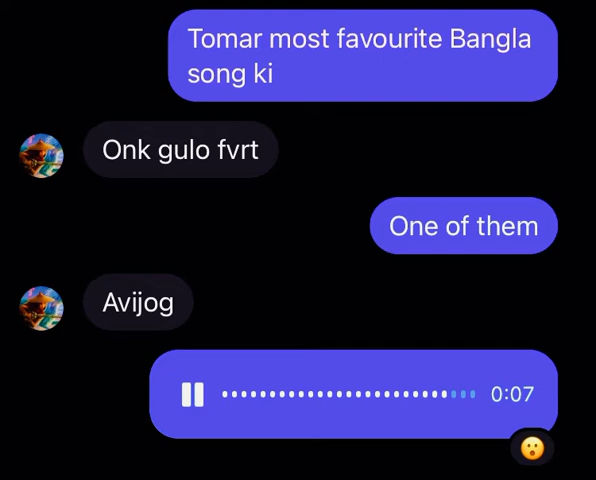 Tomar most favourite Bangla
song ki
Onk gulo fvrt
One of them
Avijog
0:07